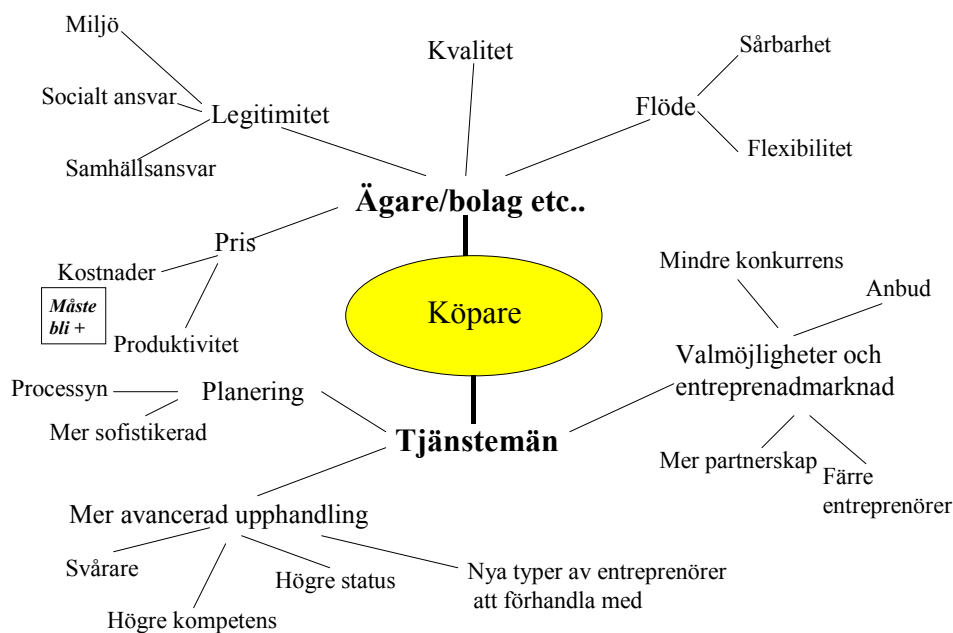 Miljö
Kvalitet
Sårbarhet
Socialt ansvar
Legitimitet
Flöde
Samhällsansvar
Flexibilitet
Ägare/bolag etc..
Pris
Kostnader
Måste
bli +
Produktivitet
Köpare
Mindre konkurrens
Anbud
Valmöjligheter och
entreprenadmarknad
Processyn
Planering
Mer sofistikerad
Tjänstemän
Mer partnerskap
Färre
entreprenörer
Mer avancerad upphandling
Svårare
Högre status
Nya typer av entreprenörer
att förhandla med
Högre kompetens